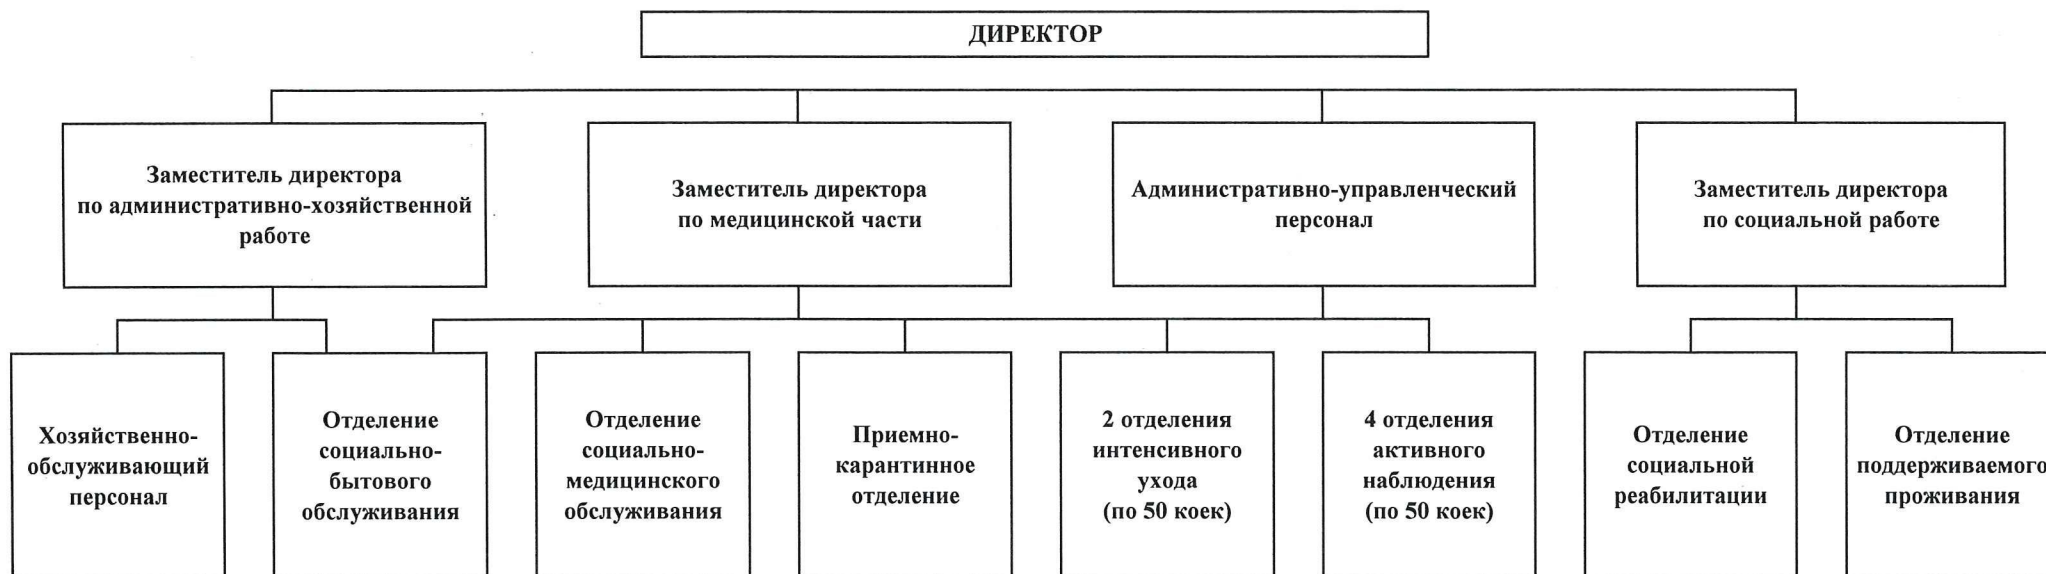 ДИРЕКТОР
Заместитель директора
по административно-хозяйственной
работе
Заместитель директора
по медицинской части
Административно-управленческий
персонал
Заместитель директора
по социальной работе
Хозяйственно-
обслуживающий
персонал
Отделение
социально-
бытового
обслуживания
Отделение
социально-
медицинского
обслуживания
Приемно-
карантинное
отделение
2 отделения
интенсивного
ухода
(по 50 коек)
4 отделения
активного
наблюдения
(по 50 коек)
Отделение
социальной
реабилитации
Отделение
поддерживаемого
проживания